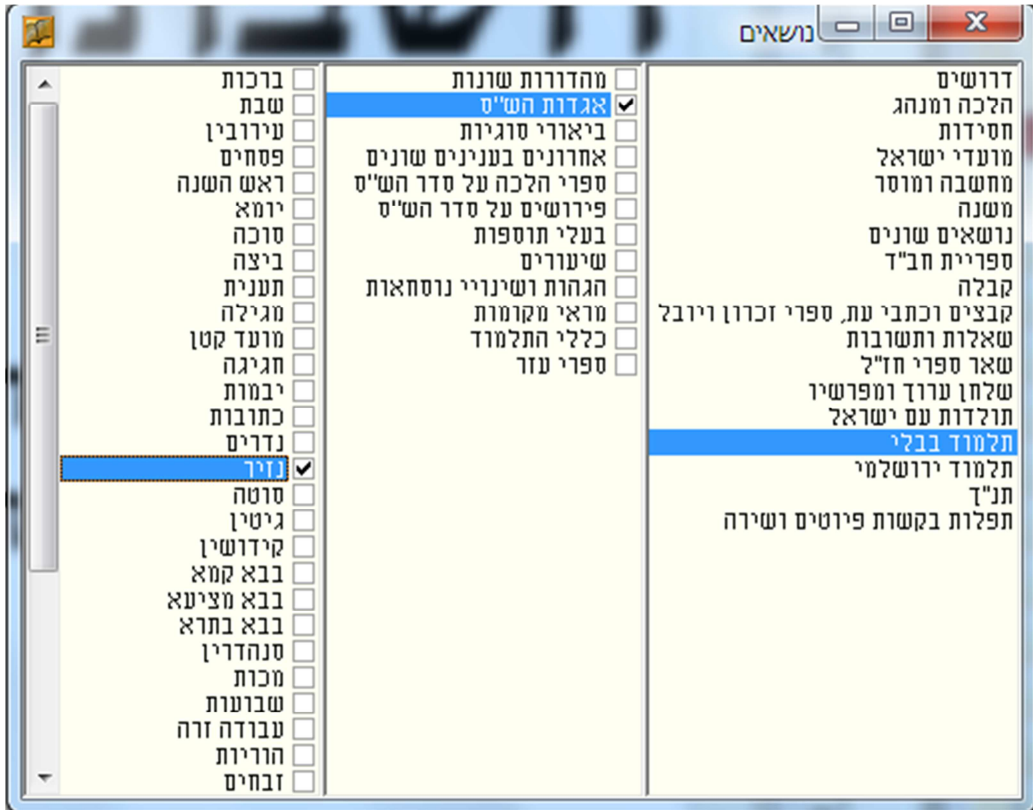 נושאים
דרושים
הלכה ומנהג
חסידות
מועדי ישראל
מחשבה ומוסר
משנה
נושאים שונים
ספריית חב"ד
קבלה
קבצים וכתבי עת, ספרי זכרון ויובל
שאלות ותשובות
שאר ספרי חז"ל
שלחן ערוך ומפרשיו
תולדות עם ישראל
תלמוד בבלי
תלמוד ירושלמי
תנ"ך
תפלות בקשות פיוטים ושירה
מהדורות שונות
אגדות הש''ס
ביאורי סוגיות
אחרונים בענינים שונים
ספרי הלכה על סדר הש''ס
פירושים על סדר הש''ס
בעלי תוספות
שיעורים
הגהות ושינויי נוסחאות
מראי מקומות
כללי התלמוד
ספרי עזר
ברכות
שבת
עירובין
פסחים
ראש השנה
יומא
סוכה
ביצה
תענית
מגילה
מועד קטן
חגיגה
יבמות
כתובות
נדרים
נזיר
סוטה
גיטין
קידושין
בבא קמא
בבא מציעא
בבא בתרא
סנהדרין
מכות
שבועות
עבודה זרה
הוריות
זבחים